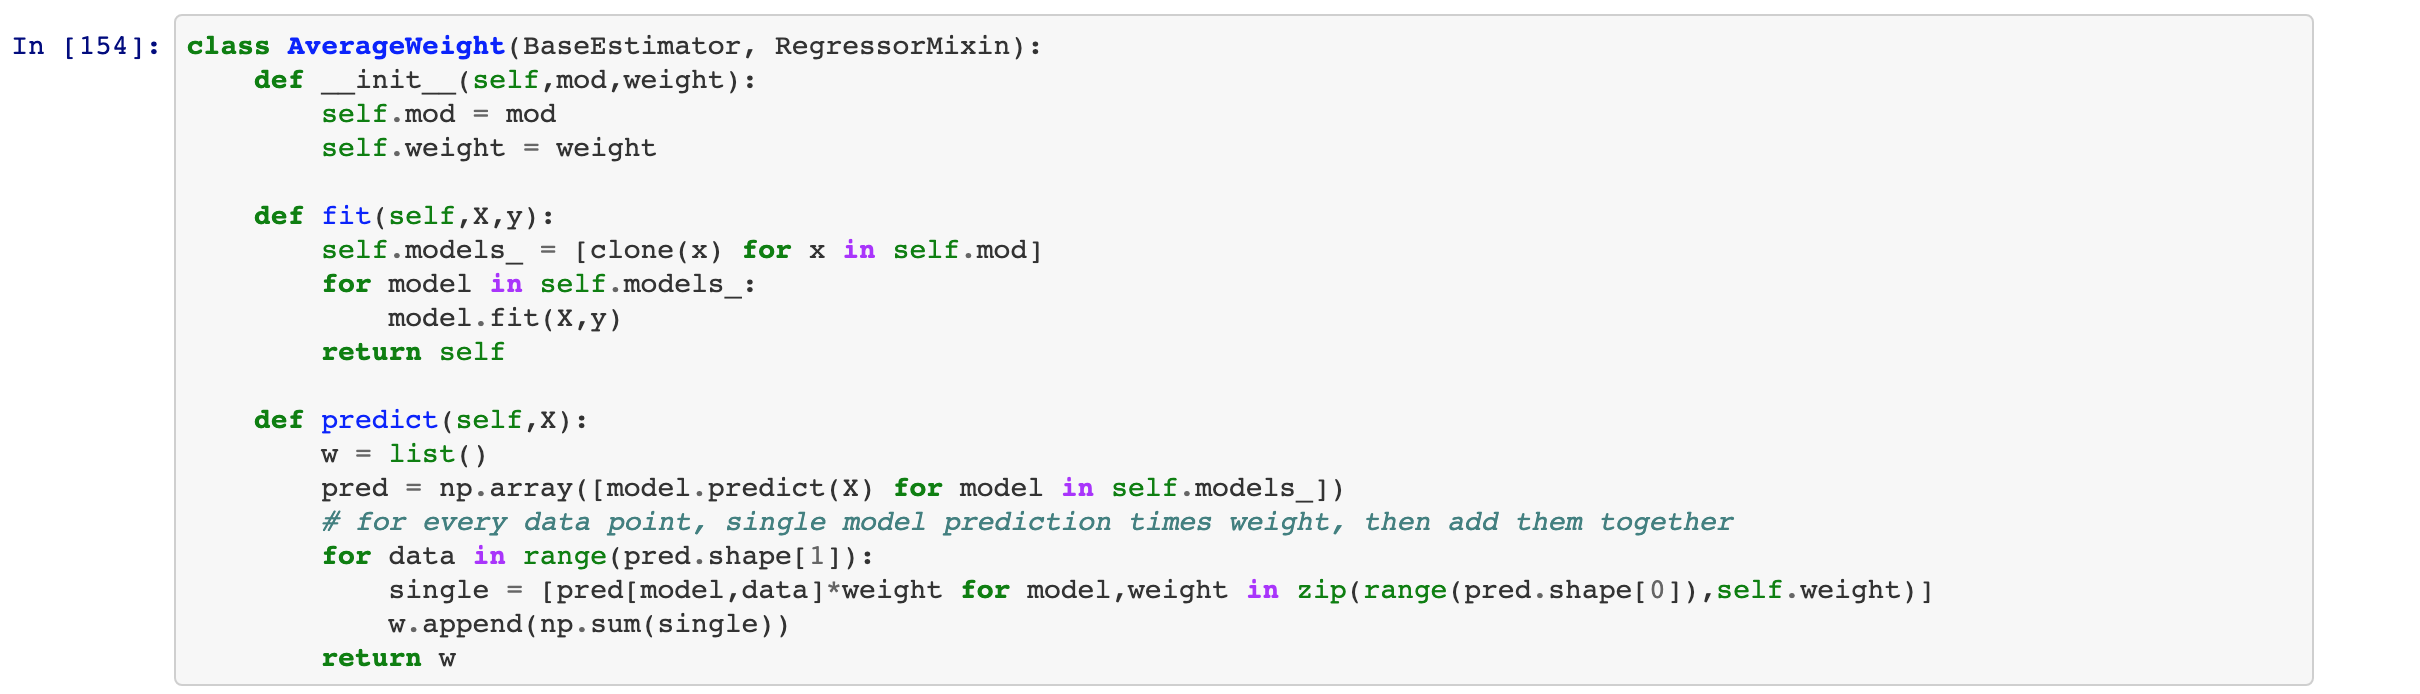 In [154]: class AverageWeight(BaseEstimator, RegressorMixin):
    def __init__(self,mod,weight):
        self.mod = mod
        self.weight = weight

    def fit(self,X,y):
        self.models_ = [clone(x) for x in self.mod]
        for model in self.models_:
            model.fit(X,y)
        return self

    def predict(self,X):
        w = list()
        pred = np.array([model.predict(X) for model in self.models_])
        # for every data point, single model prediction times weight, then add them together
        for data in range(pred.shape[1]):
            single = [pred[model,data]*weight for model,weight in zip(range(pred.shape[0]),self.weight)]
            w.append(np.sum(single))
        return w